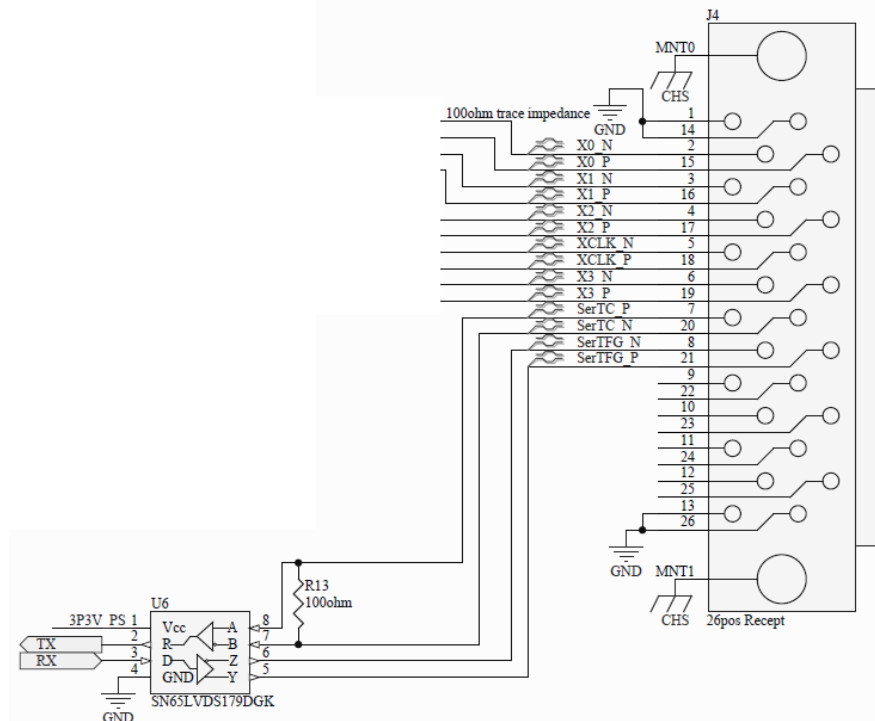 J4
MNT0
CHS
100ohm trace impedance
GND
1
14
X0_N 2
X0_P 15
X1_N 3
X1_P 16
X2_N 4
X2_P 17
XCLK_N 5
XCLK_P 18
X3_N 6
X3_P 19
SerTC_P 7
SerTC_N 20
SerTFG_N 8
SerTFG_P 21
9
22
10
23
11
24
12
25
13
26
GND
MNT1
CHS
26pos Recept
R13
100ohm
U6
3P3V_PS 1 Vcc A 8
TX 2 R B 7
RX 3 D Z 6
4 GND Y 5
SN65LVDS179DGK
GND